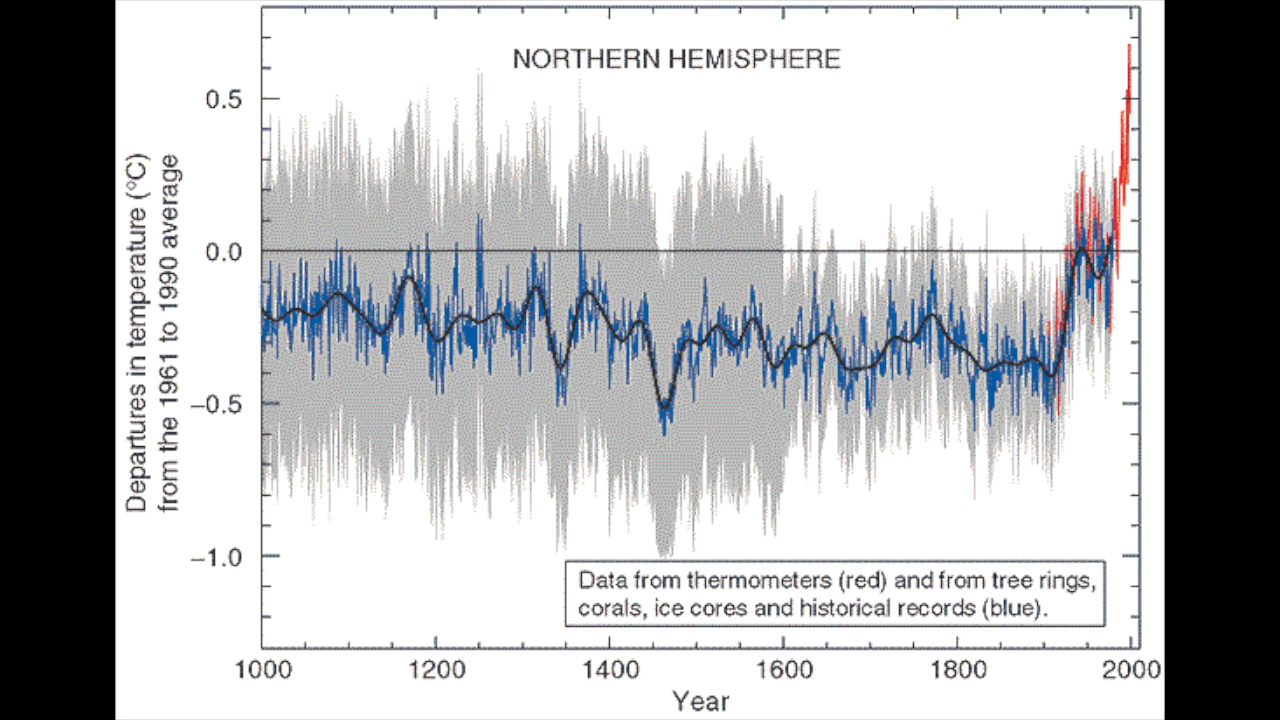 NORTHERN HEMISPHERE
0.5
0.0
−0.5
−1.0
Departures in temperature (°C)
from the 1961 to 1990 average
Data from thermometers (red) and from tree rings,
corals, ice cores and historical records (blue).
1000 1200 1400 1600 1800 2000
Year